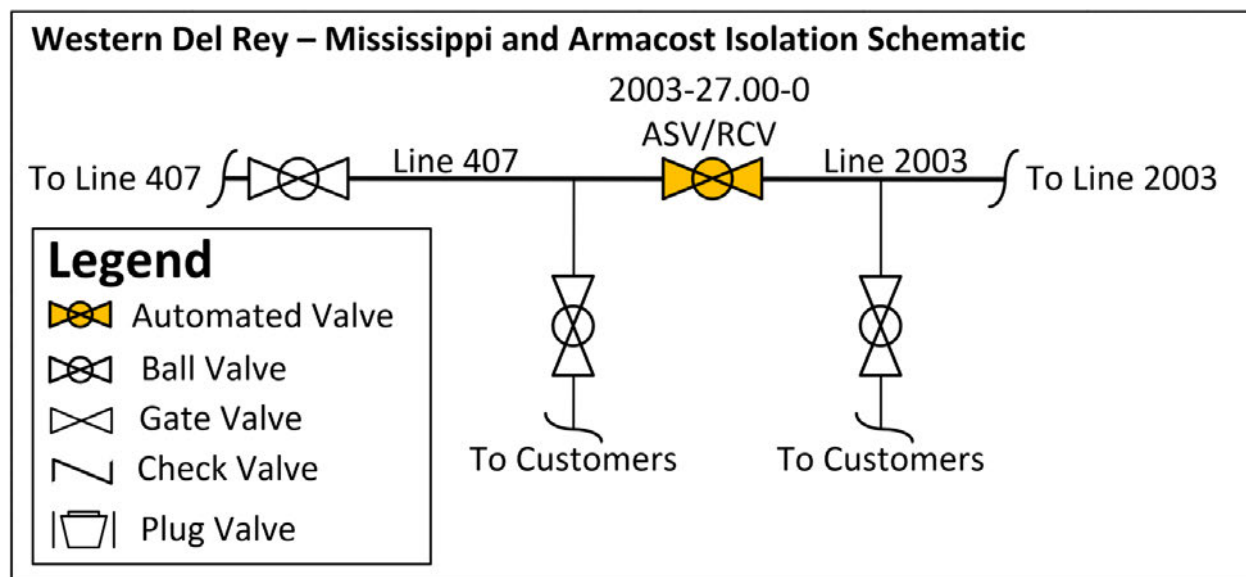 Western Del Rey – Mississippi and Armacost Isolation Schematic
2003-27.00-0
ASV/RCV
To Line 407
Line 407
Line 2003
To Line 2003
Legend
Automated Valve
Ball Valve
Gate Valve
Check Valve
Plug Valve
To Customers
To Customers